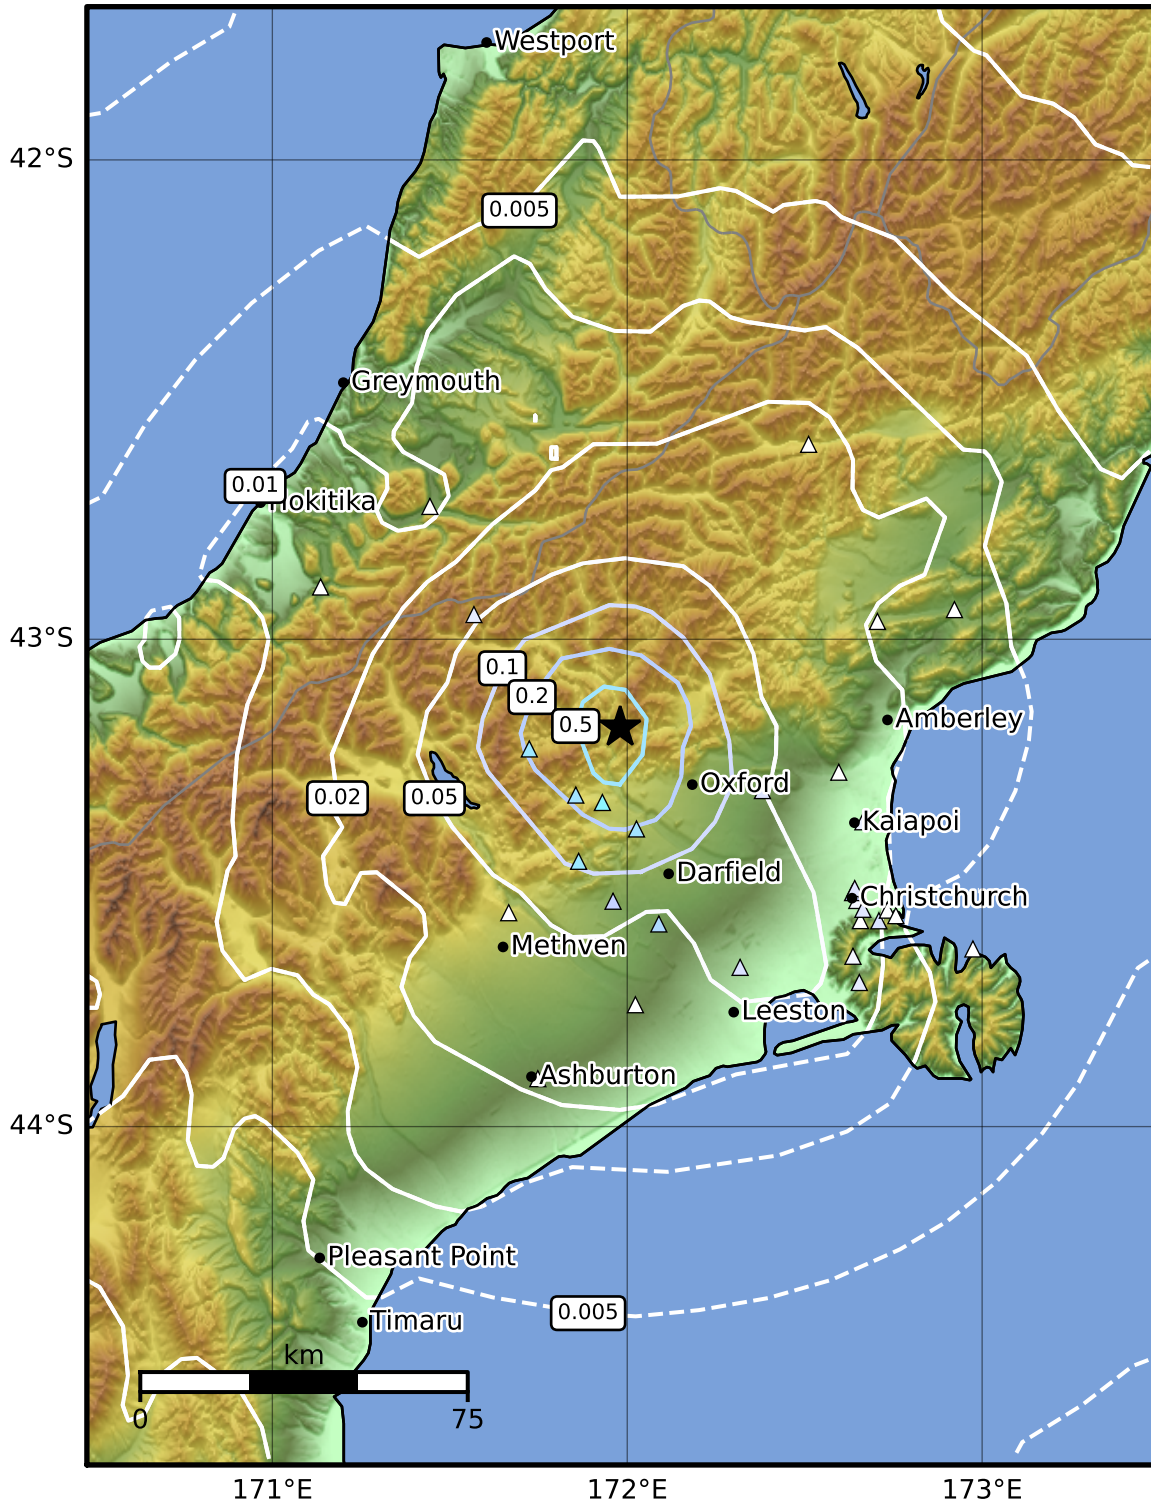 Westport
42°S
0.005
Greymouth
0.01
Hokitika
43°S
0.1
0.2
0.5
Amberley
Oxford
0.02
0.05
Kaiapoi
Darfield
Christchurch
Methven
Leeston
Ashburton
44°S
Pleasant Point
0.005
Timaru
km
0
75
171°E
172°E
173°E